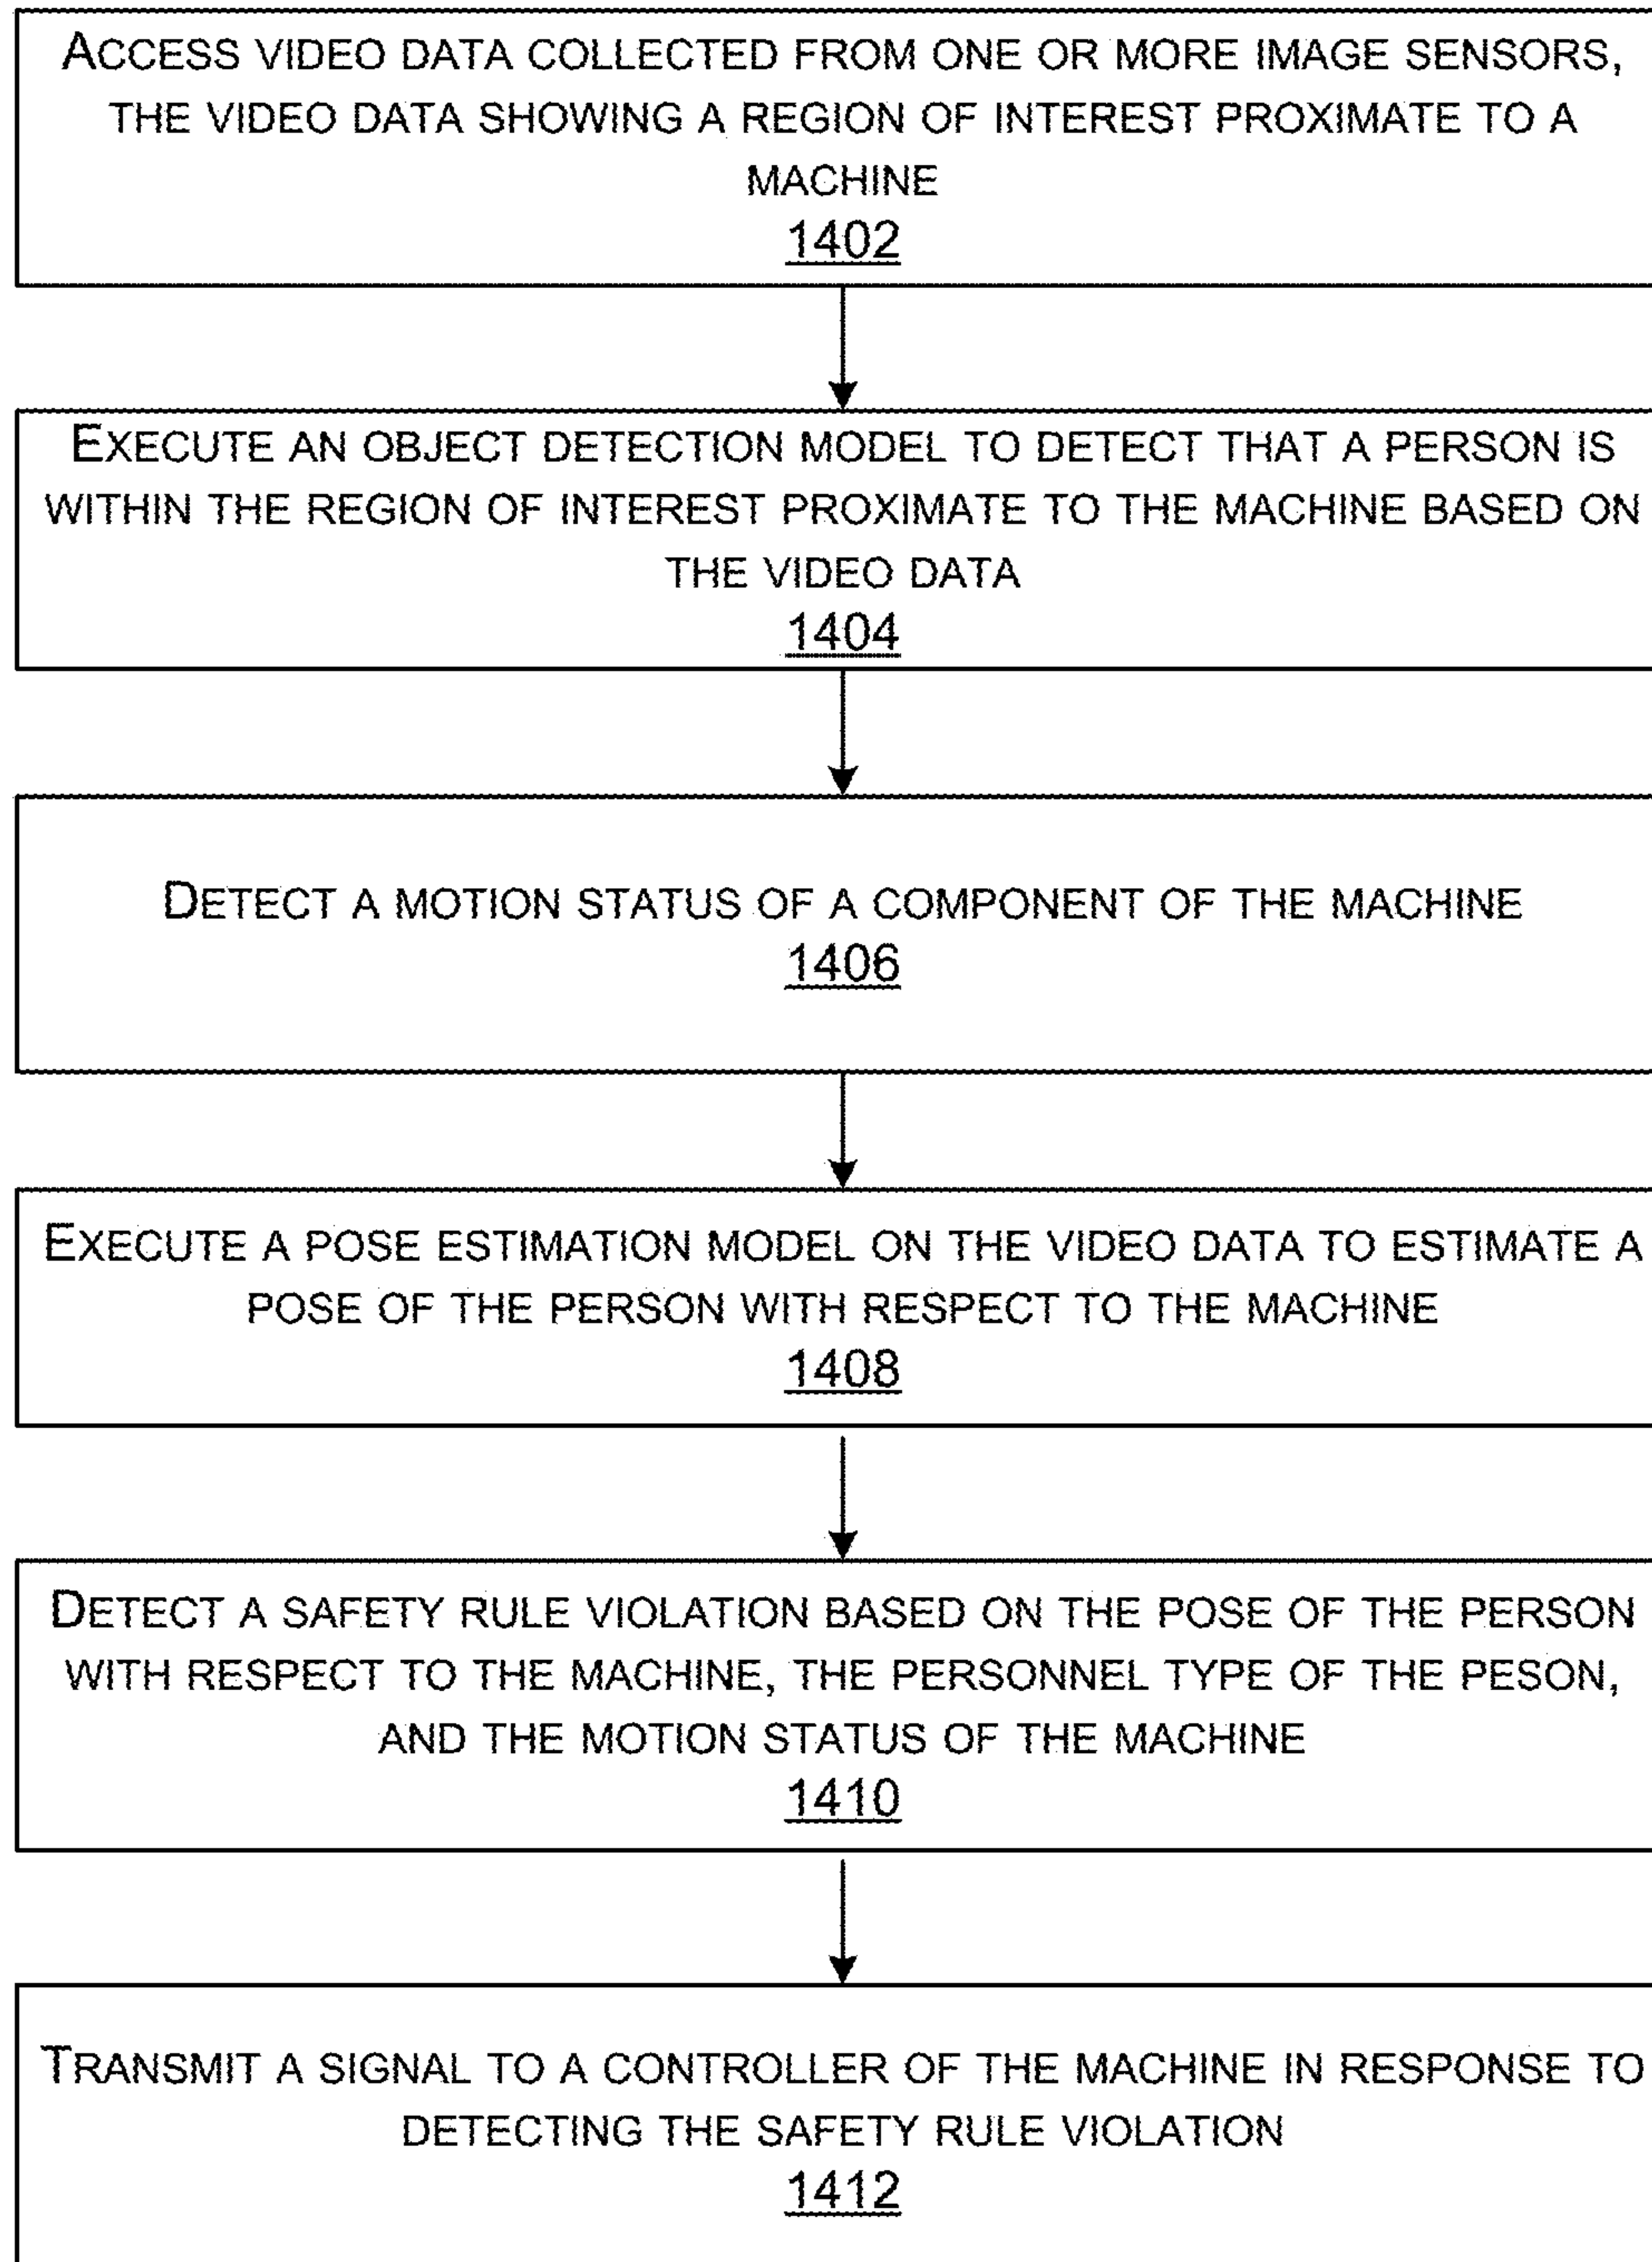 ACCESS VIDEO DATA COLLECTED FROM ONE OR MORE IMAGE SENSORS,
THE VIDEO DATA SHOWING A REGION OF INTEREST PROXIMATE TO A
MACHINE
1402
EXECUTE AN OBJECT DETECTION MODEL TO DETECT THAT A PERSON IS
WITHIN THE REGION OF INTEREST PROXIMATE TO THE MACHINE BASED ON
THE VIDEO DATA
1404
DETECT A MOTION STATUS OF A COMPONENT OF THE MACHINE
1406
EXECUTE A POSE ESTIMATION MODEL ON THE VIDEO DATA TO ESTIMATE A
POSE OF THE PERSON WITH RESPECT TO THE MACHINE
1408
DETECT A SAFETY RULE VIOLATION BASED ON THE POSE OF THE PERSON
WITH RESPECT TO THE MACHINE, THE PERSONNEL TYPE OF THE PESON,
AND THE MOTION STATUS OF THE MACHINE
1410
TRANSMIT A SIGNAL TO A CONTROLLER OF THE MACHINE IN RESPONSE TO
DETECTING THE SAFETY RULE VIOLATION
1412